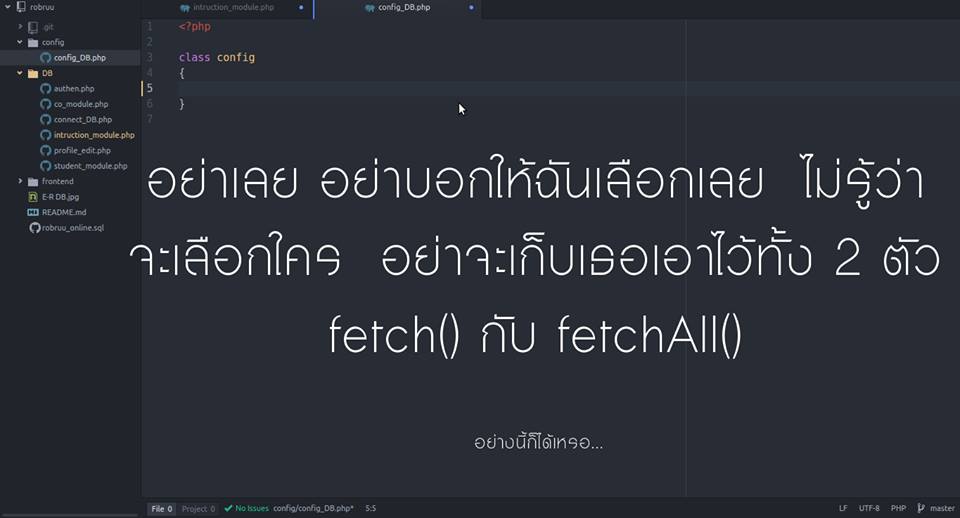 robruu
.git
config
config_DB.php
DB
authen.php
co_module.php
connect_DB.php
intruction_module.php
profile_edit.php
student_module.php
frontend
E-R DB.jpg
README.md
robruu_online.sql
intruction_module.php
config_DB.php
1 <?php
2
3 class config
4 {
5
6 }
7
อย่าเลย อย่าบอกให้ฉันเลือกเลย ไม่รู้ว่า
จะเลือกใคร อย่าจะเก็บเธอเอาไว้ทั้ง 2 ตัว
fetch() กับ fetchAll()
อย่างนี้ก็ได้เหรอ...
File 0 Project 0 No Issues config/config_DB.php* 5:5 LF UTF-8 PHP master